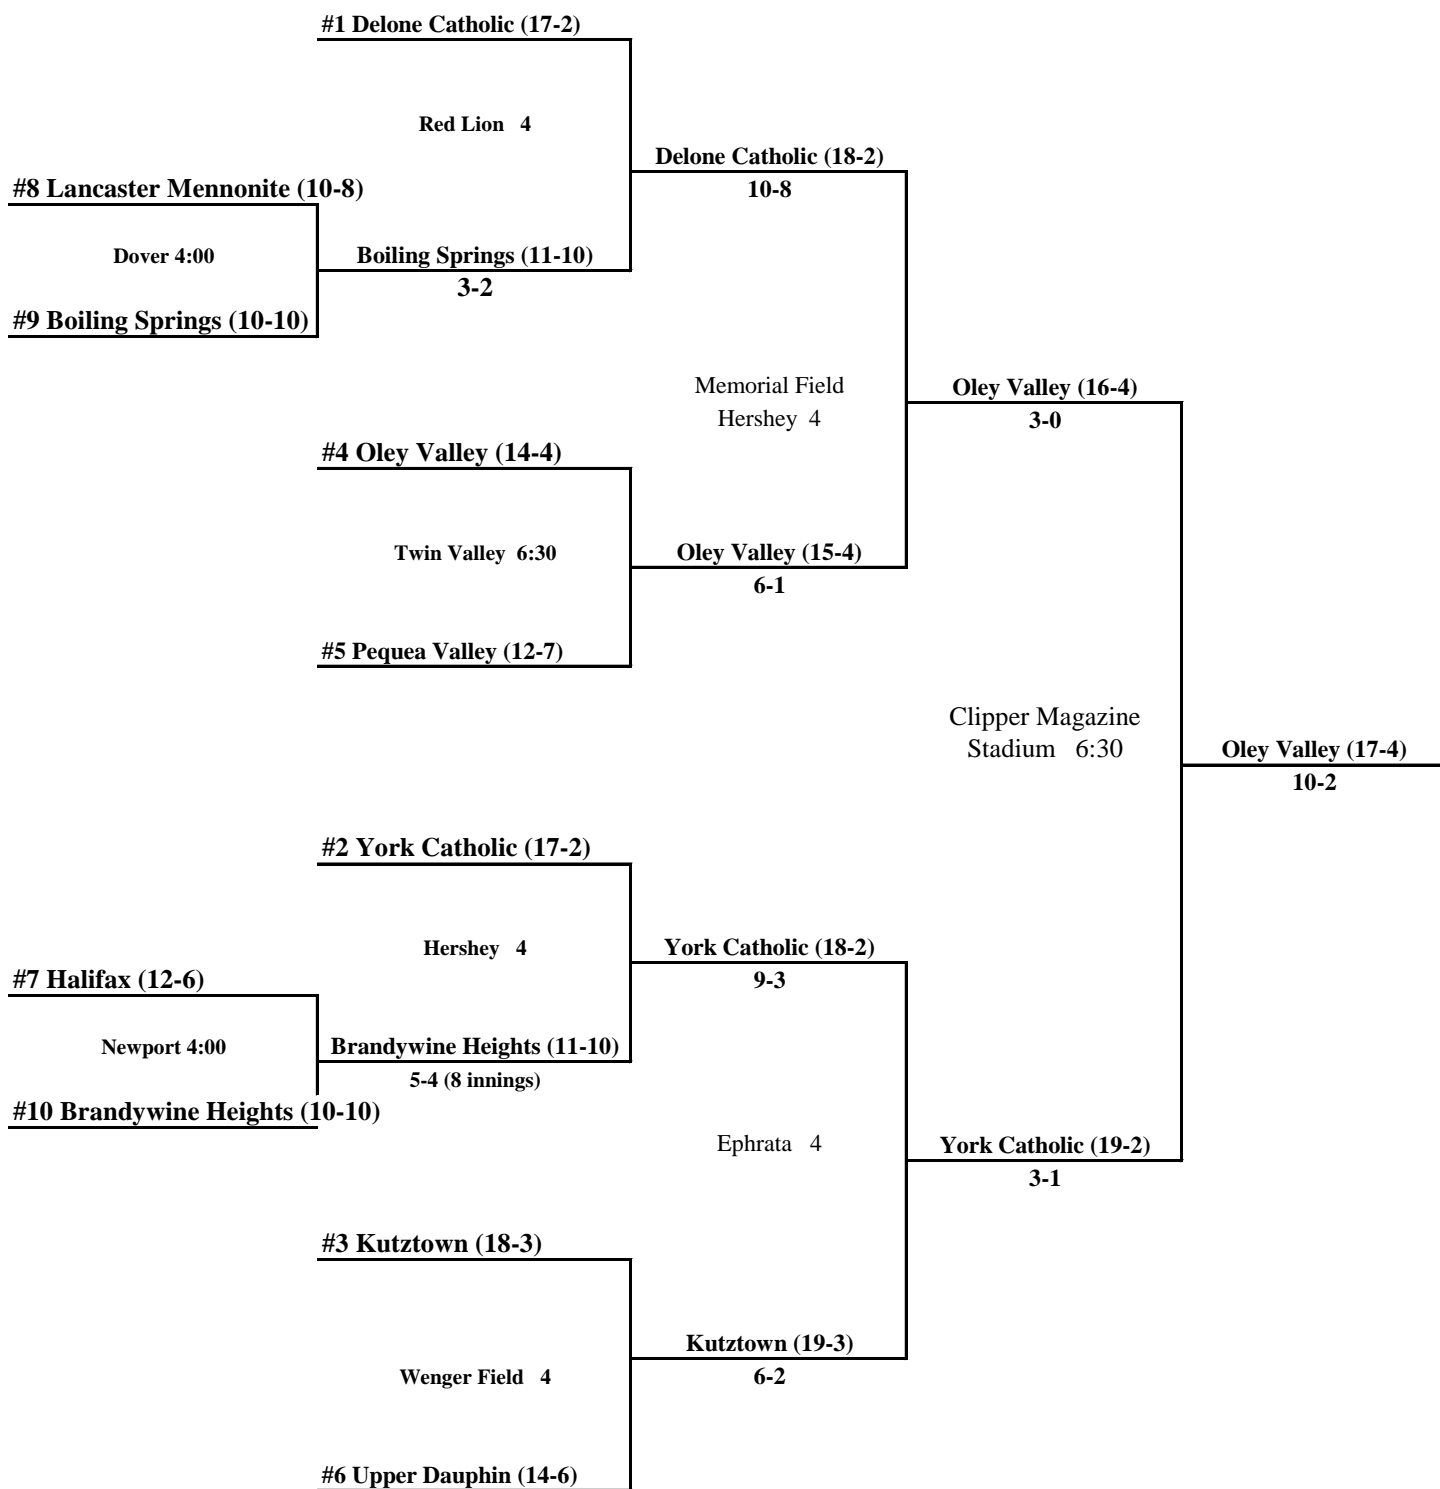 #1 Delone Catholic (17-2)
Red Lion 4
Delone Catholic (18-2)
10-8
#8 Lancaster Mennonite (10-8)
Dover 4:00
Boiling Springs (11-10)
3-2
#9 Boiling Springs (10-10)
Memorial Field
Hershey 4
Oley Valley (16-4)
3-0
#4 Oley Valley (14-4)
Twin Valley 6:30
Oley Valley (15-4)
6-1
#5 Pequea Valley (12-7)
Clipper Magazine
Stadium 6:30
Oley Valley (17-4)
10-2
#2 York Catholic (17-2)
Hershey 4
York Catholic (18-2)
9-3
#7 Halifax (12-6)
Newport 4:00
Brandywine Heights (11-10)
5-4 (8 innings)
#10 Brandywine Heights (10-10)
Ephrata 4
York Catholic (19-2)
3-1
#3 Kutztown (18-3)
Kutztown (19-3)
6-2
Wenger Field 4
#6 Upper Dauphin (14-6)